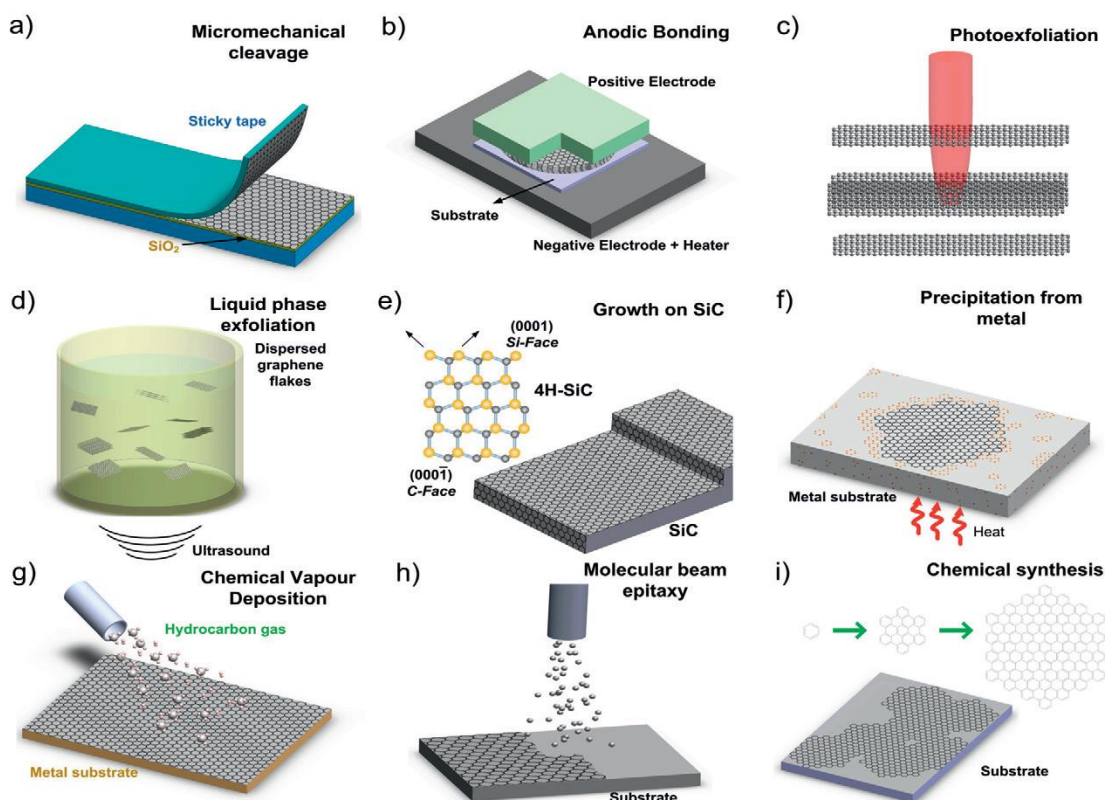 a)
Micromechanical
cleavage
Sticky tape
SiO₂
b)
Anodic Bonding
Positive Electrode
Substrate
Negative Electrode + Heater
c)
Photoexfoliation
d)
Liquid phase
exfoliation
Dispersed
graphene
flakes
Ultrasound
e)
Growth on SiC
(0001)
Si-Face
4H-SiC
(0001̄)
C-Face
SiC
f)
Precipitation from
metal
Metal substrate
Heat
g)
Chemical Vapour
Deposition
Hydrocarbon gas
Metal substrate
h)
Molecular beam
epitaxy
Substrate
i)
Chemical synthesis
Substrate